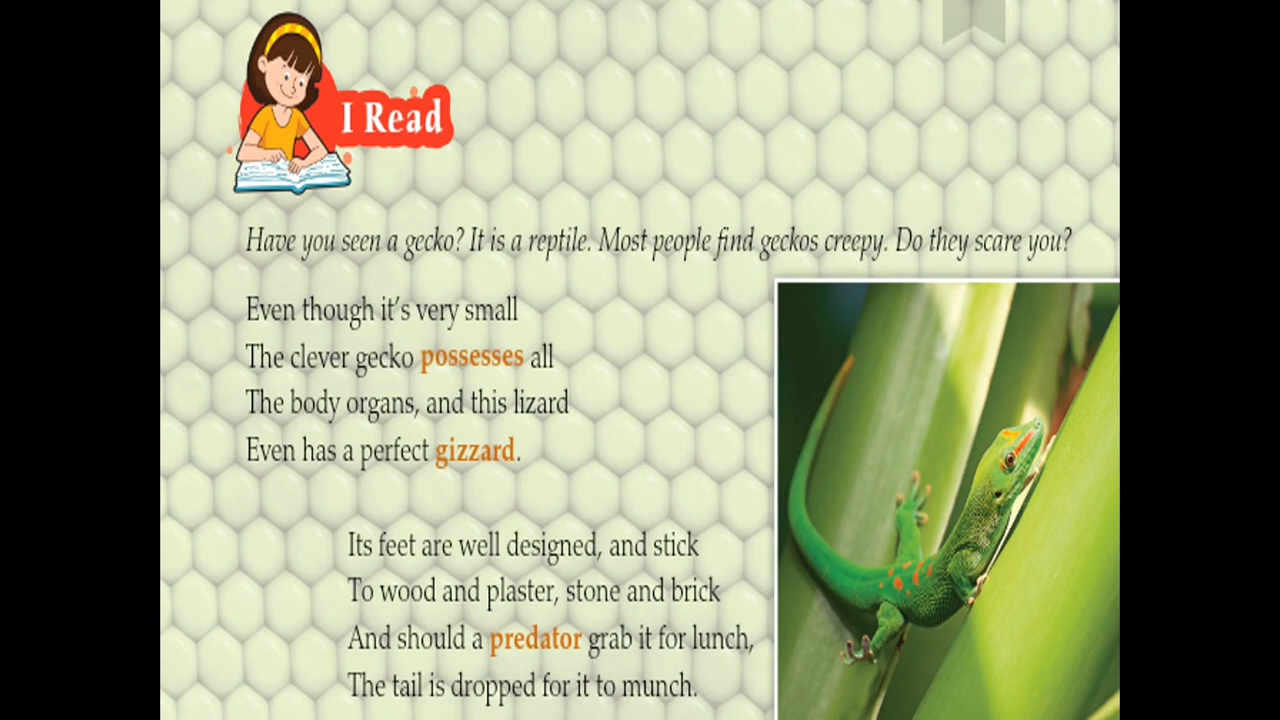 I Read
Have you seen a gecko? It is a reptile. Most people find geckos creepy. Do they scare you?
Even though it’s very small
The clever gecko possesses all
The body organs, and this lizard
Even has a perfect gizzard.
Its feet are well designed, and stick
To wood and plaster, stone and brick
And should a predator grab it for lunch,
The tail is dropped for it to munch.